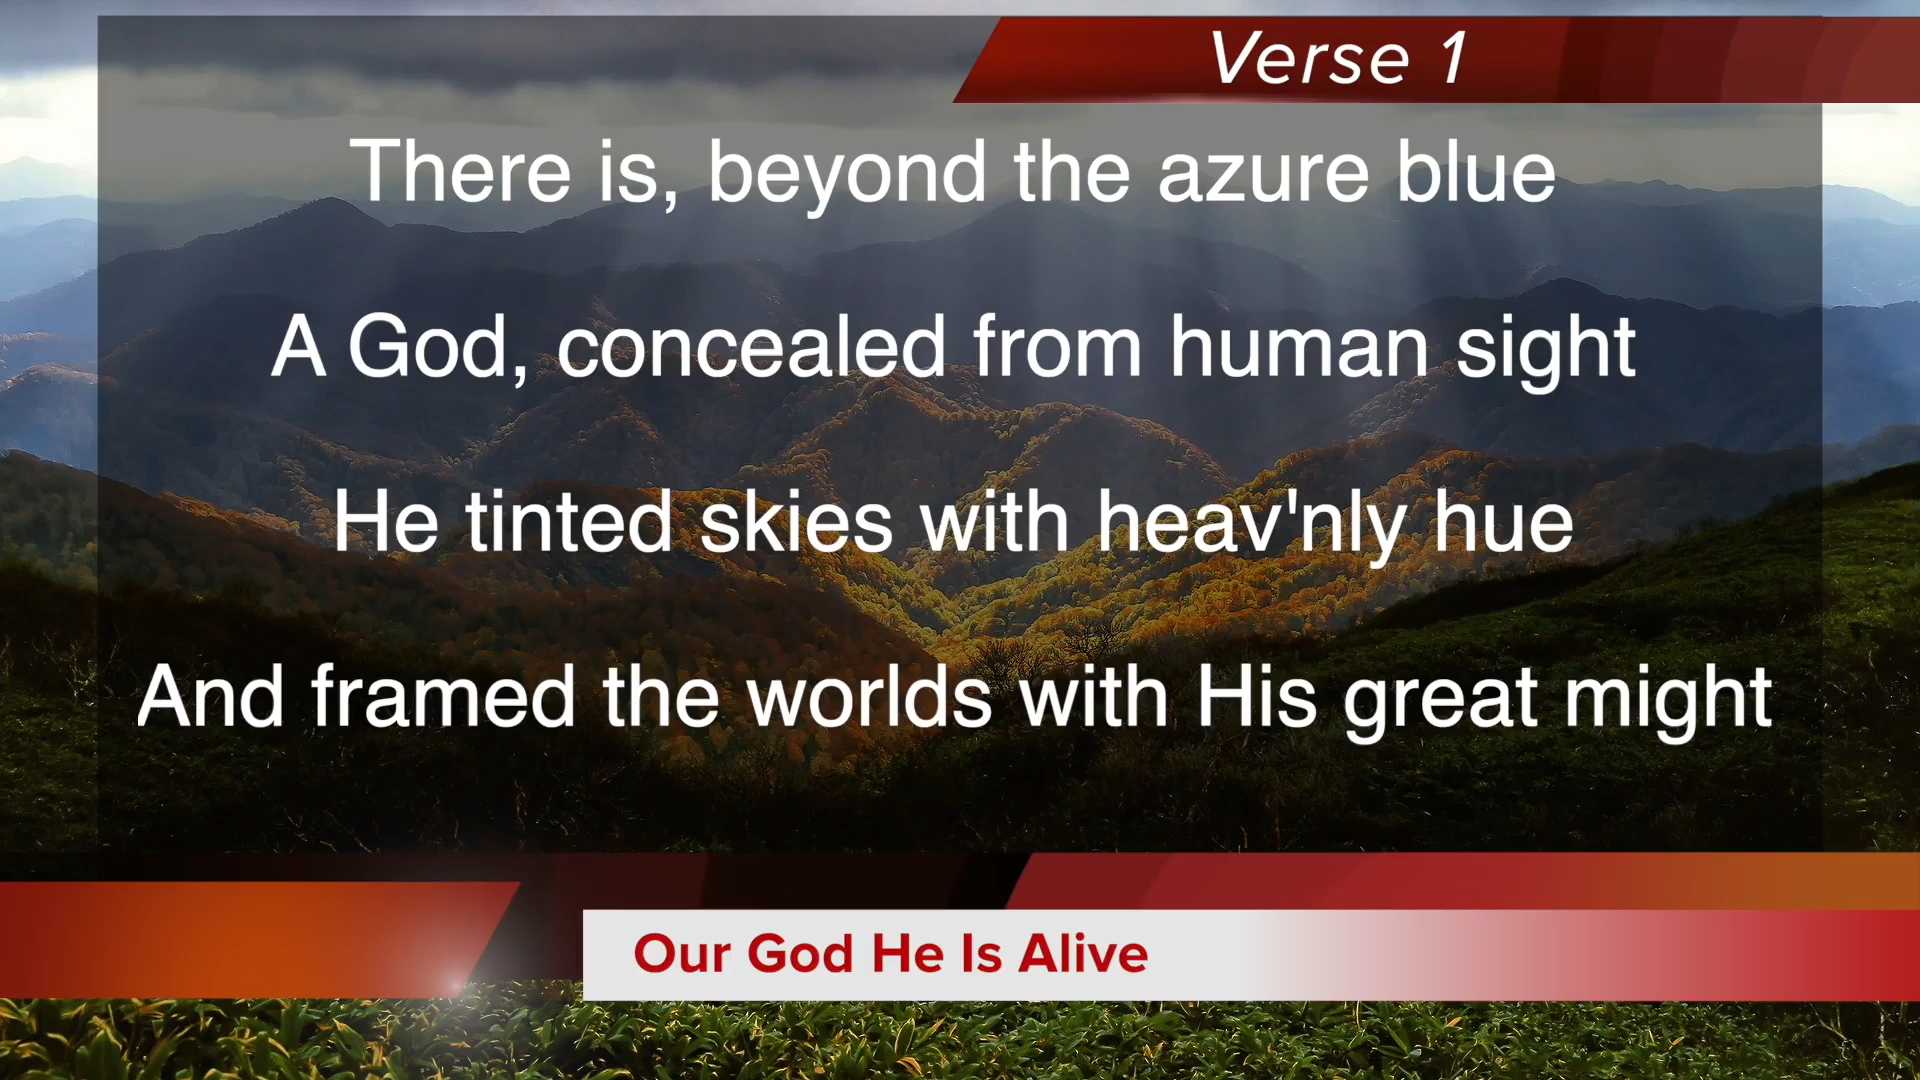 Verse 1
There is, beyond the azure blue
A God, concealed from human sight
He tinted skies with heav'nly hue
And framed the worlds with His great might
Our God He Is Alive